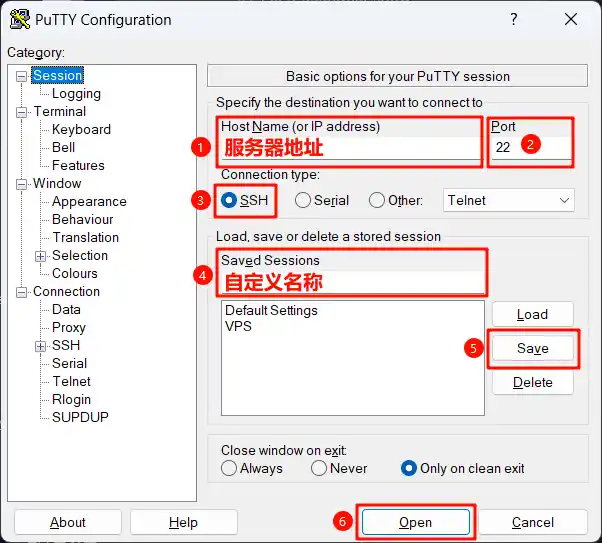 PuTTY Configuration
Category:
Session
Logging
Terminal
Keyboard
Bell
Features
Window
Appearance
Behaviour
Translation
Selection
Colours
Connection
Data
Proxy
SSH
Serial
Telnet
Rlogin
SUPDUP
Basic options for your PuTTY session
Specify the destination you want to connect to
Host Name (or IP address)
Port
1
服务器地址
22
2
Connection type:
3
SSH
Serial
Other:
Telnet
Load, save or delete a stored session
Saved Sessions
4
自定义名称
Default Settings
VPS
Load
5
Save
Delete
Close window on exit:
Always
Never
Only on clean exit
About
Help
6
Open
Cancel